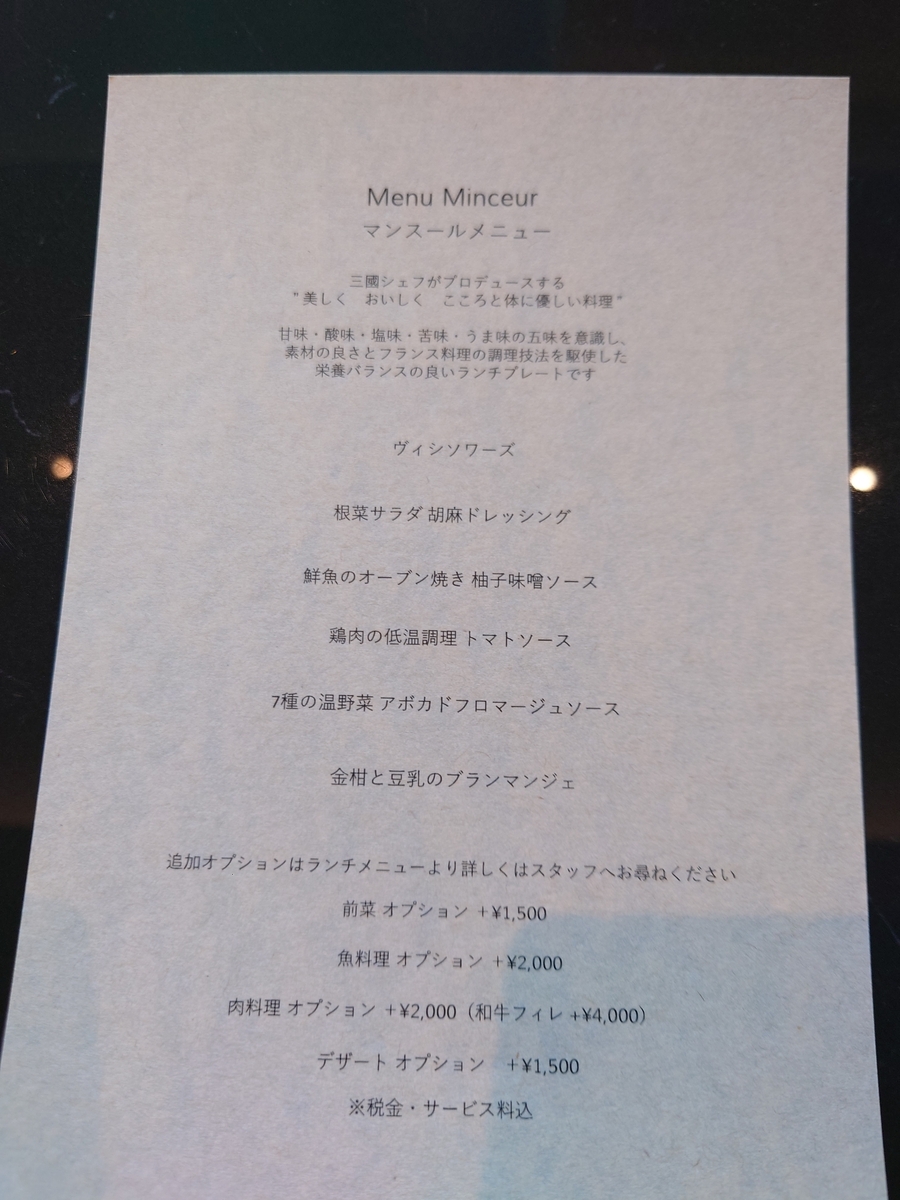 Menu Minceur
マンスールメニュー
三國シェフがプロデュースする
"美しく　おいしく　こころと体に優しい料理"
甘味・酸味・塩味・苦味・うま味の五味を意識し、
素材の良さとフランス料理の調理技法を駆使した
栄養バランスの良いランチプレートです
ヴィシソワーズ
根菜サラダ 胡麻ドレッシング
鮮魚のオーブン焼き 柚子味噌ソース
鶏肉の低温調理 トマトソース
7種の温野菜 アボカドフロマージュソース
金柑と豆乳のブランマンジェ
追加オプションはランチメニューより詳しくはスタッフへお尋ねください
前菜 オプション +¥1,500
魚料理 オプション +¥2,000
肉料理 オプション +¥2,000（和牛フィレ +¥4,000）
デザート オプション　+¥1,500
※税金・サービス料込